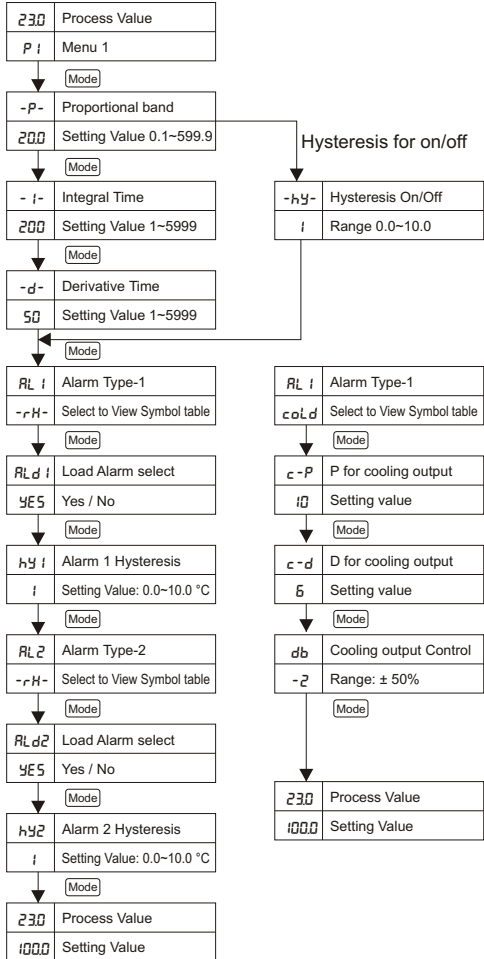 23.0 Process Value
P1 Menu 1
Mode
-P- Proportional band
20.0 Setting Value 0.1~599.9
Mode
Hysteresis for on/off
-I- Integral Time
200 Setting Value 1~5999
Mode
-hY- Hysteresis On/Off
1 Range 0.0~10.0
-d- Derivative Time
50 Setting Value 1~5999
Mode
AL1 Alarm Type-1
-rH- Select to View Symbol table
Mode
ALd1 Load Alarm select
YES Yes / No
Mode
hY1 Alarm 1 Hysteresis
1 Setting Value: 0.0~10.0 °C
Mode
AL2 Alarm Type-2
-rH- Select to View Symbol table
Mode
ALd2 Load Alarm select
YES Yes / No
Mode
hY2 Alarm 2 Hysteresis
1 Setting Value: 0.0~10.0 °C
Mode
23.0 Process Value
100.0 Setting Value
AL1 Alarm Type-1
coLd Select to View Symbol table
Mode
c-P P for cooling output
10 Setting value
Mode
c-d D for cooling output
6 Setting value
Mode
db Cooling output Control
-2 Range: ± 50%
Mode
23.0 Process Value
100.0 Setting Value